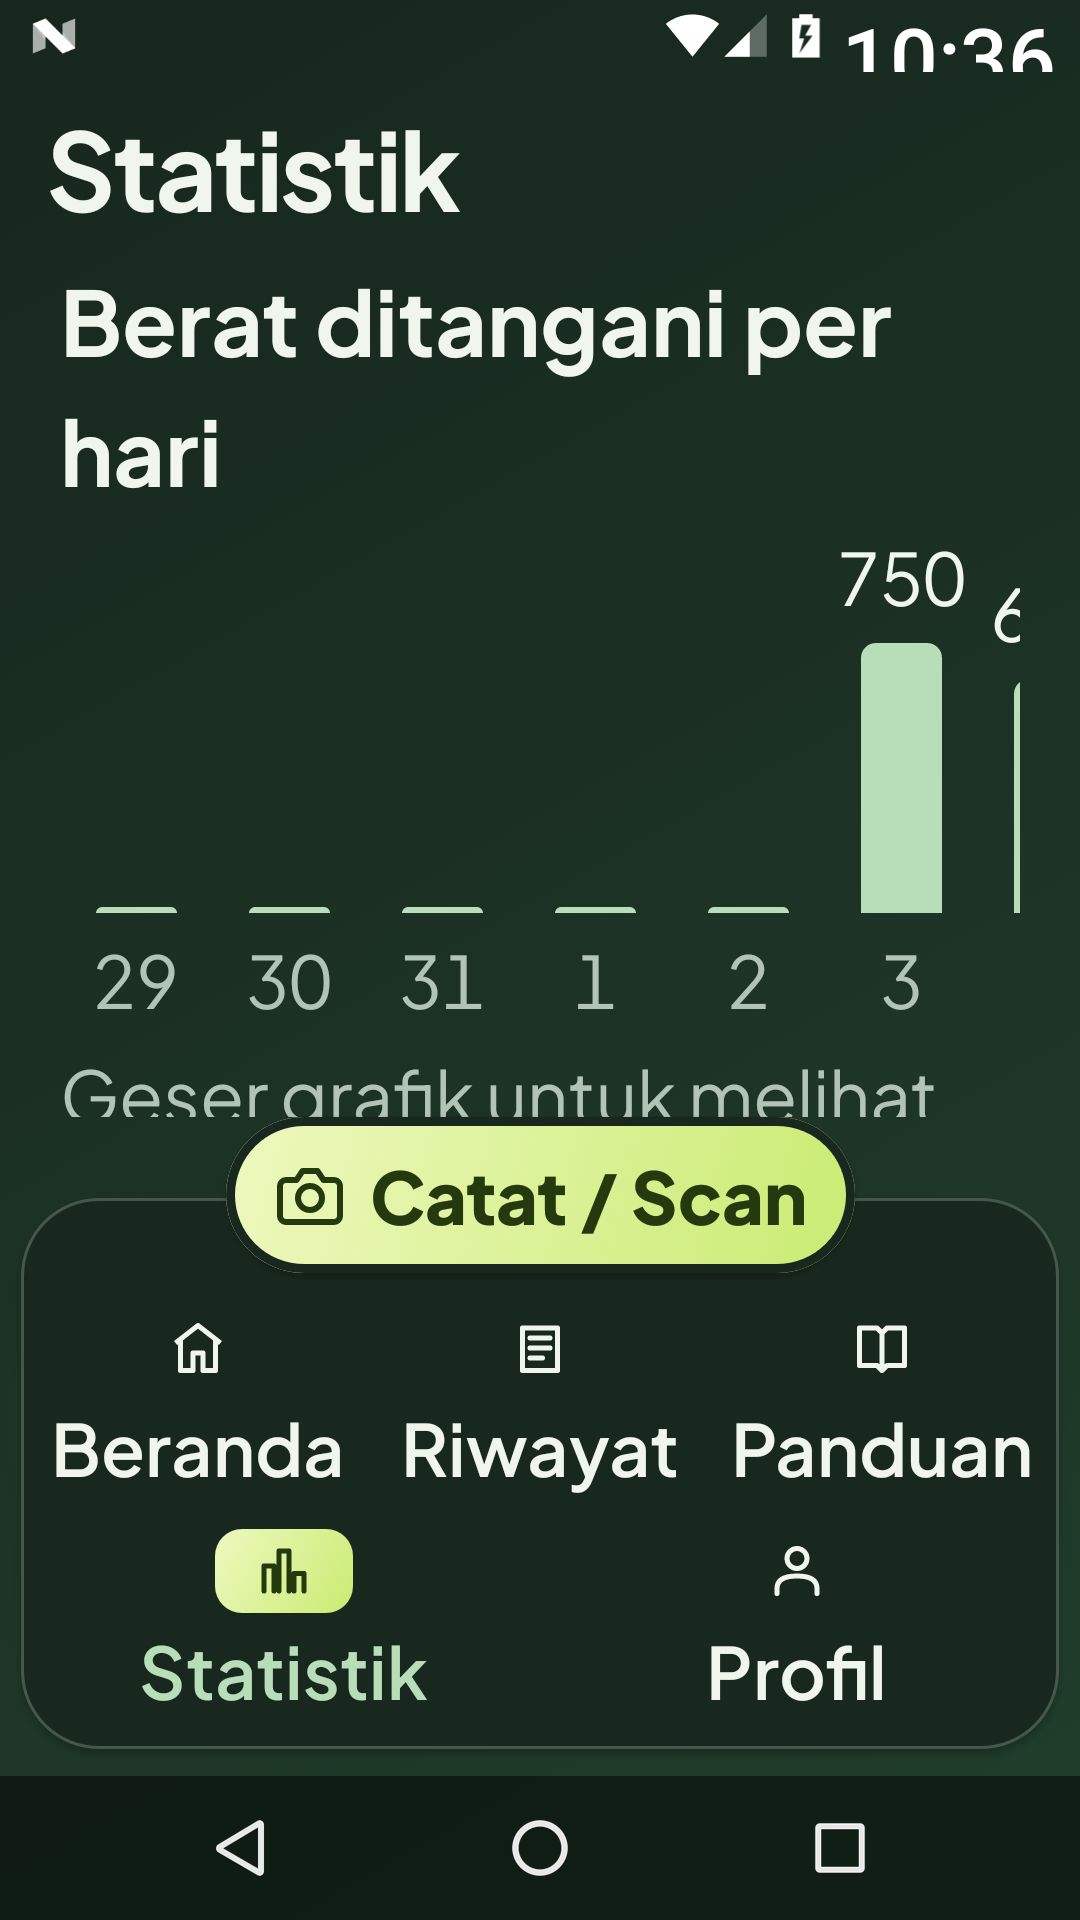 10:36
Statistik
Berat ditangani per
hari
750
6
29 30 31 1 2 3
Geser grafik untuk melihat
Catat / Scan
Beranda Riwayat Panduan
Statistik Profil